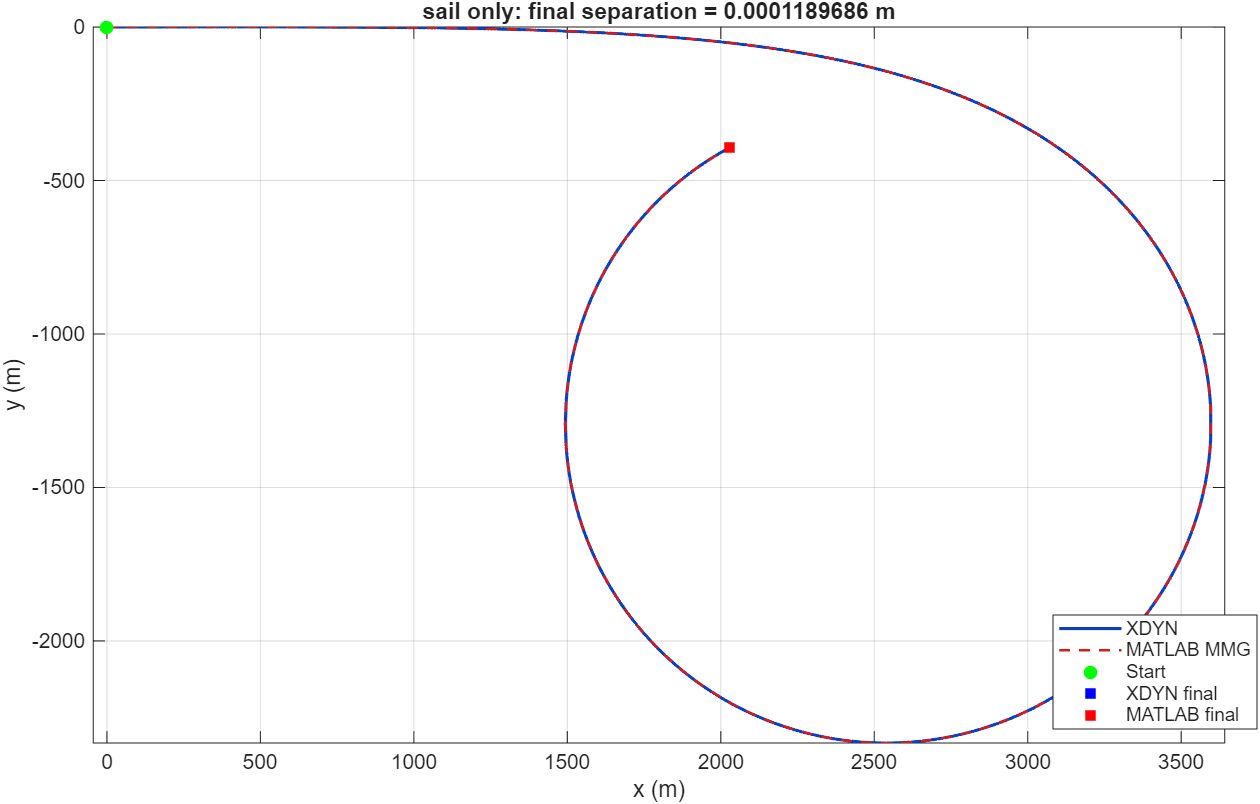 sail only: final separation = 0.0001189686 m
0
-500
-1000
-1500
-2000
y (m)
0
500
1000
1500
2000
2500
3000
3500
x (m)
XDYN
MATLAB MMG
Start
XDYN final
MATLAB final